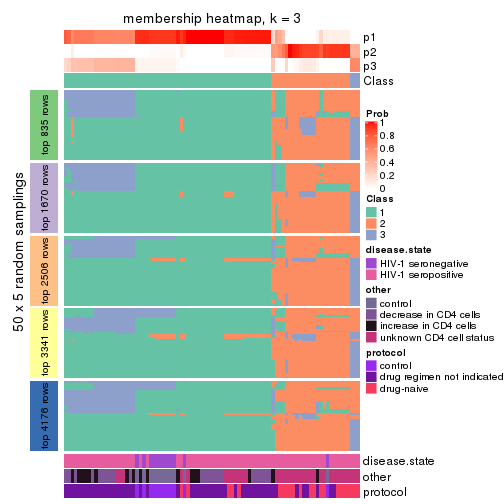 membership heatmap, k = 3
p1
p2
p3
Class
50 x 5 random samplings
top 835 rows
top 1670 rows
top 2506 rows
top 3341 rows
top 4176 rows
Prob
1
0.8
0.6
0.4
0.2
0
Class
1
2
3
disease.state
HIV-1 seronegative
HIV-1 seropositive
other
control
decrease in CD4 cells
increase in CD4 cells
unknown CD4 cell status
protocol
control
drug regimen not indicated
drug-naive
disease.state
other
protocol